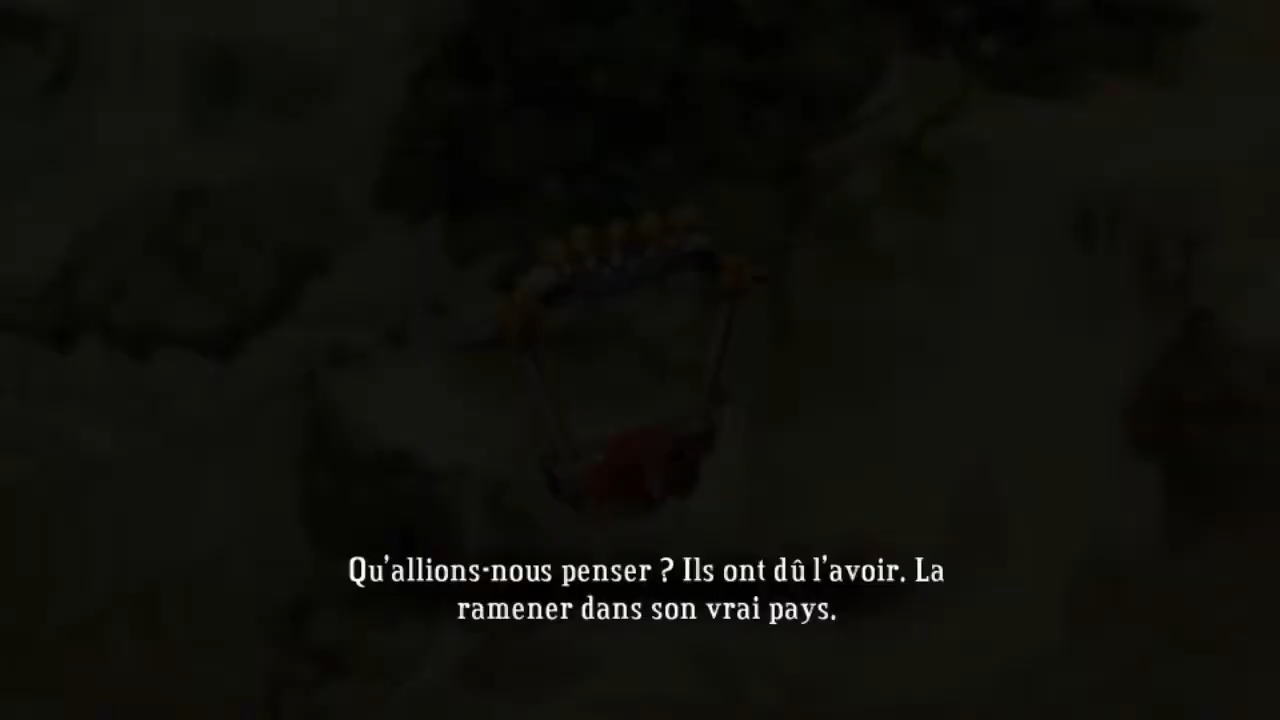 Qu'allions-nous penser ? Ils ont dû l'avoir. La
ramener dans son vrai pays.